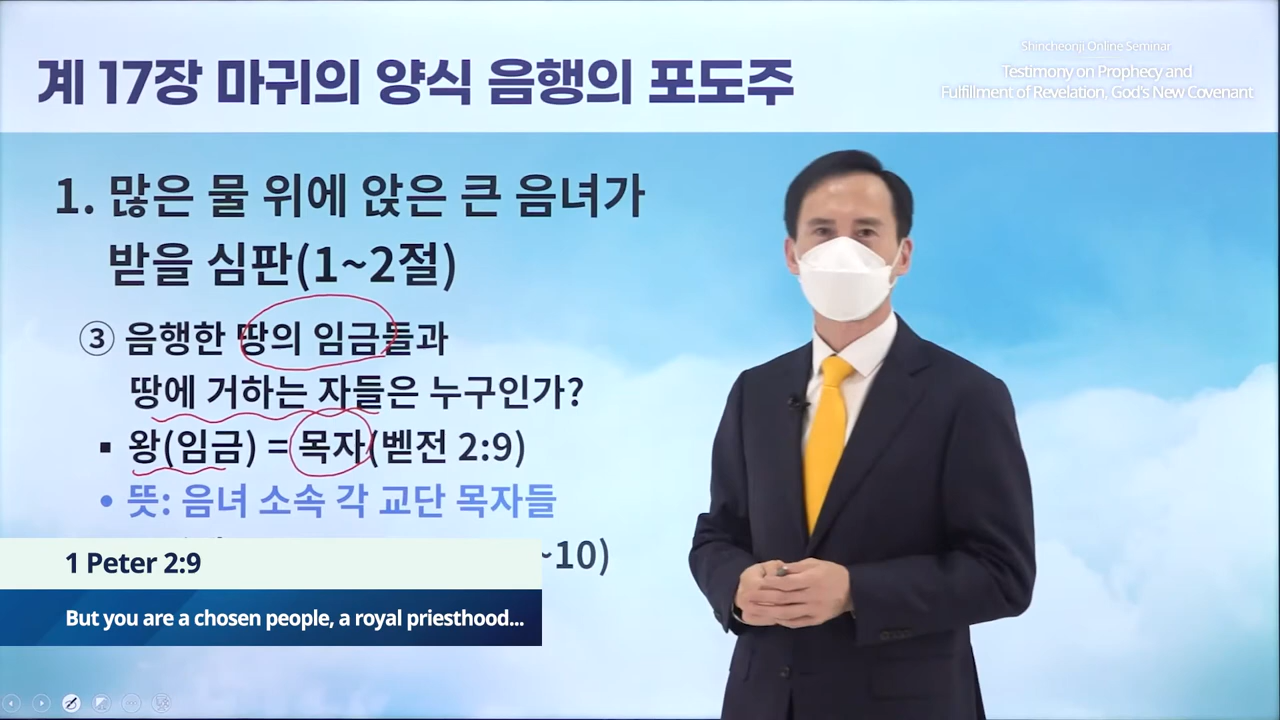 계 17장 마귀의 양식 음행의 포도주
Shincheonji Online Seminar
Testimony on Prophecy and
Fulfillment of Revelation, God's New Covenant
1. 많은 물 위에 앉은 큰 음녀가
받을 심판(1~2절)
③ 음행한 땅의 임금들과
땅에 거하는 자들은 누구인가?
▪ 왕(임금) = 목자(벧전 2:9)
• 뜻: 음녀 소속 각 교단 목자들
~10)
1 Peter 2:9
But you are a chosen people, a royal priesthood...